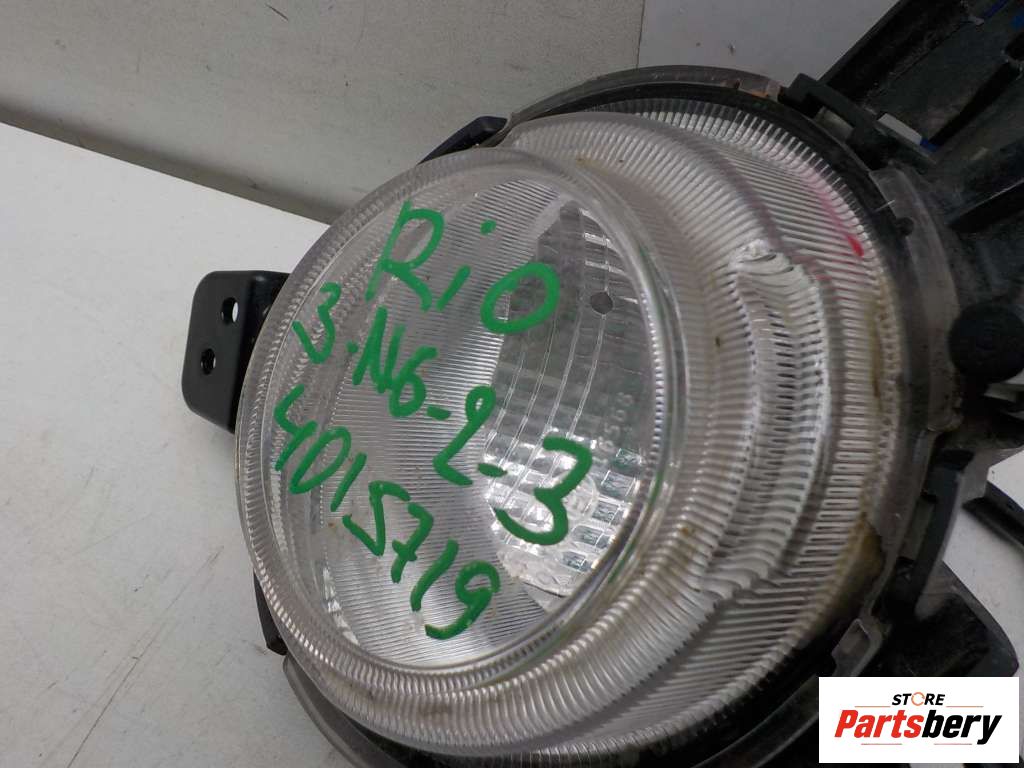 Rio
3-N6-2-3
4015719
STORE
Partsbery